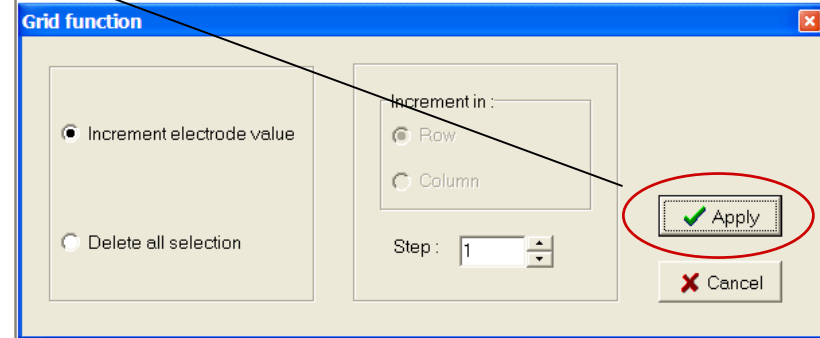 Grid function
Increment electrode value
Delete all selection
Increment in :
Row
Column
Step :
1
Apply
Cancel